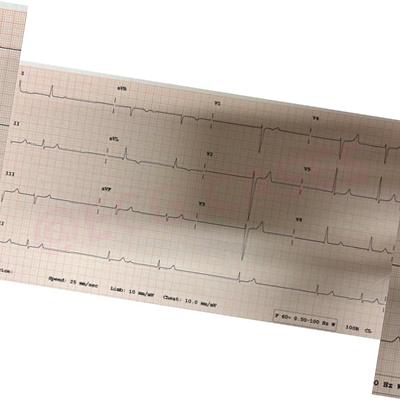 I aVR V1 V4
II aVL V2 V5
III aVF V3 V6
II
Speed: 25 mm/sec Limb: 10 mm/mV Chest: 10.0 mm/mV F 60~ 0.50-100 Hz W 100B CL
0 Hz W